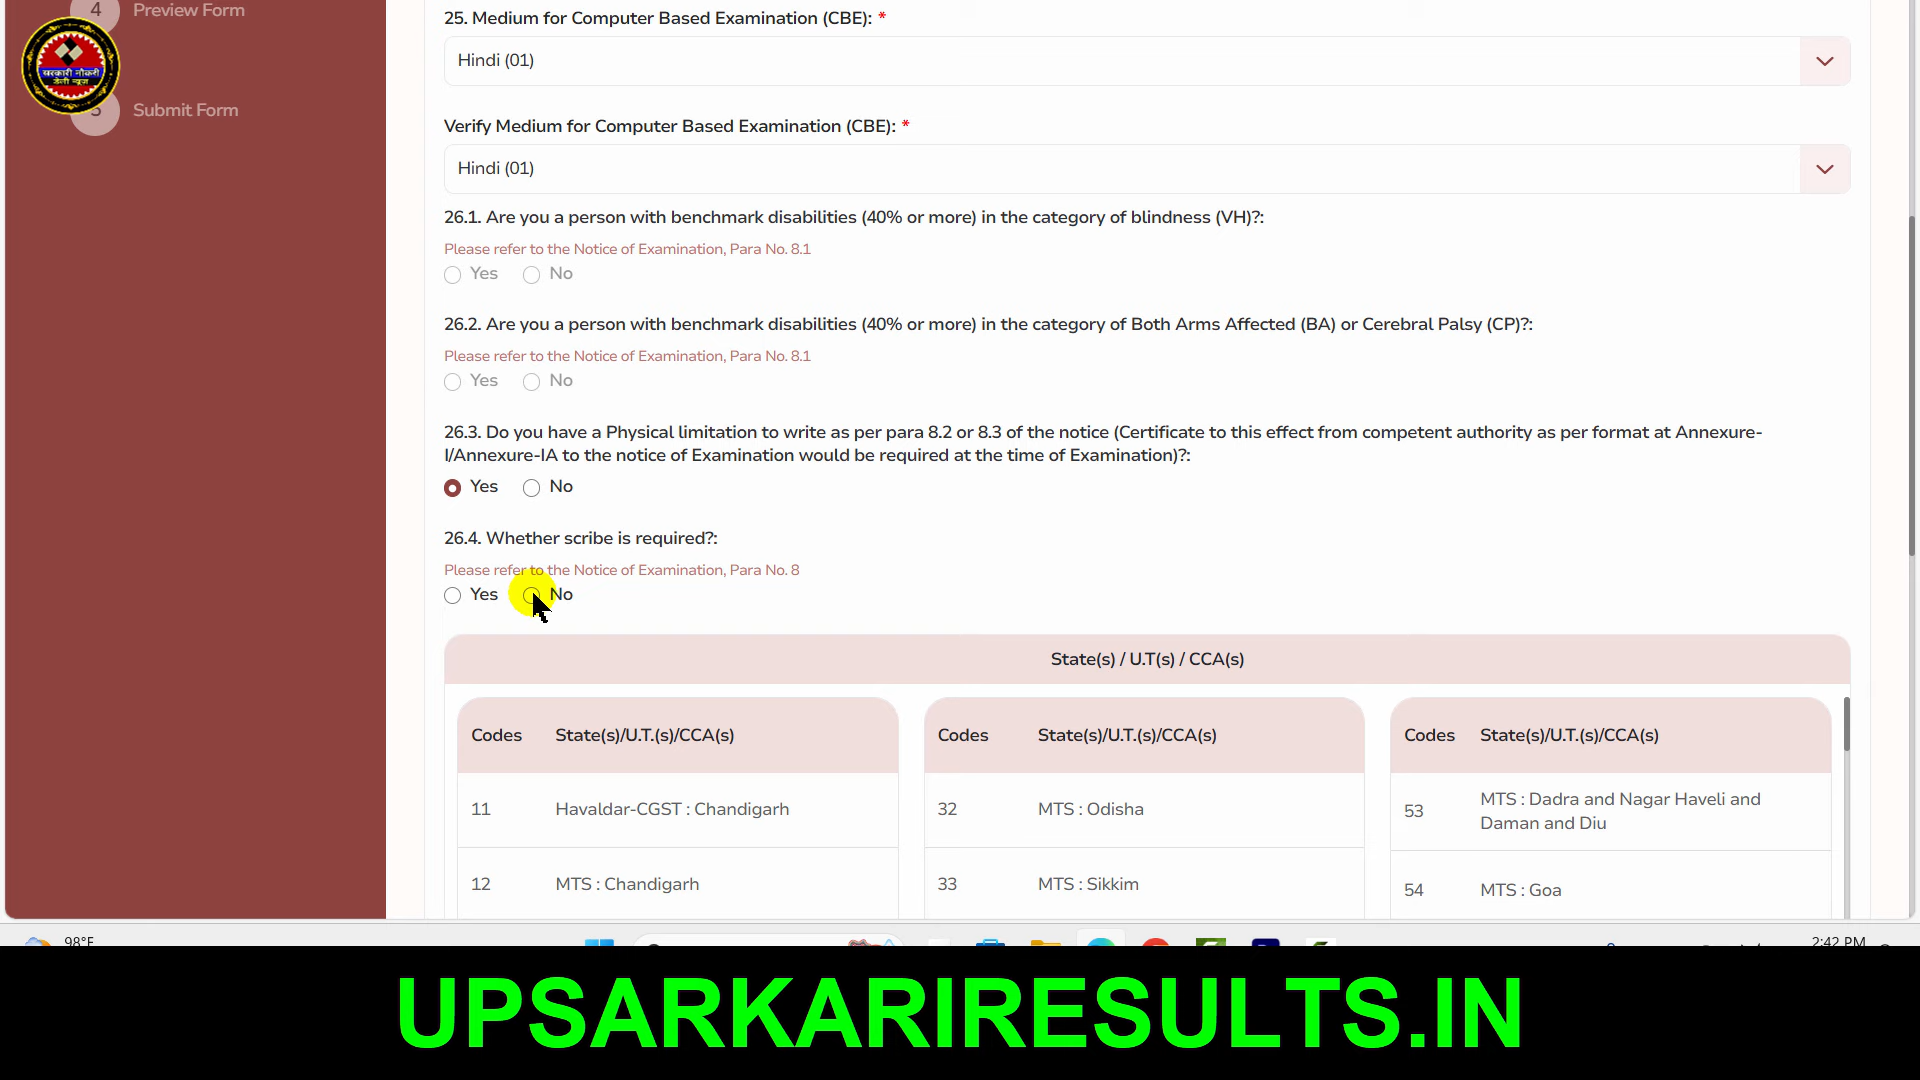 4 Preview Form
सरकारी नौकरी
डेली न्यूज
Submit Form
25. Medium for Computer Based Examination (CBE): *
Hindi (01)
Verify Medium for Computer Based Examination (CBE): *
Hindi (01)
26.1. Are you a person with benchmark disabilities (40% or more) in the category of blindness (VH)?:
Please refer to the Notice of Examination, Para No. 8.1
Yes No
26.2. Are you a person with benchmark disabilities (40% or more) in the category of Both Arms Affected (BA) or Cerebral Palsy (CP)?:
Please refer to the Notice of Examination, Para No. 8.1
Yes No
26.3. Do you have a Physical limitation to write as per para 8.2 or 8.3 of the notice (Certificate to this effect from competent authority as per format at Annexure-
I/Annexure-IA to the notice of Examination would be required at the time of Examination)?:
Yes No
26.4. Whether scribe is required?:
Please refer to the Notice of Examination, Para No. 8
Yes No
State(s) / U.T(s) / CCA(s)
Codes State(s)/U.T.(s)/CCA(s) Codes State(s)/U.T.(s)/CCA(s) Codes State(s)/U.T.(s)/CCA(s)
11 Havaldar-CGST : Chandigarh 32 MTS : Odisha 53 MTS : Dadra and Nagar Haveli and
Daman and Diu
12 MTS : Chandigarh 33 MTS : Sikkim 54 MTS : Goa
98°F 2:42 PM
UPSARKARIRESULTS.IN